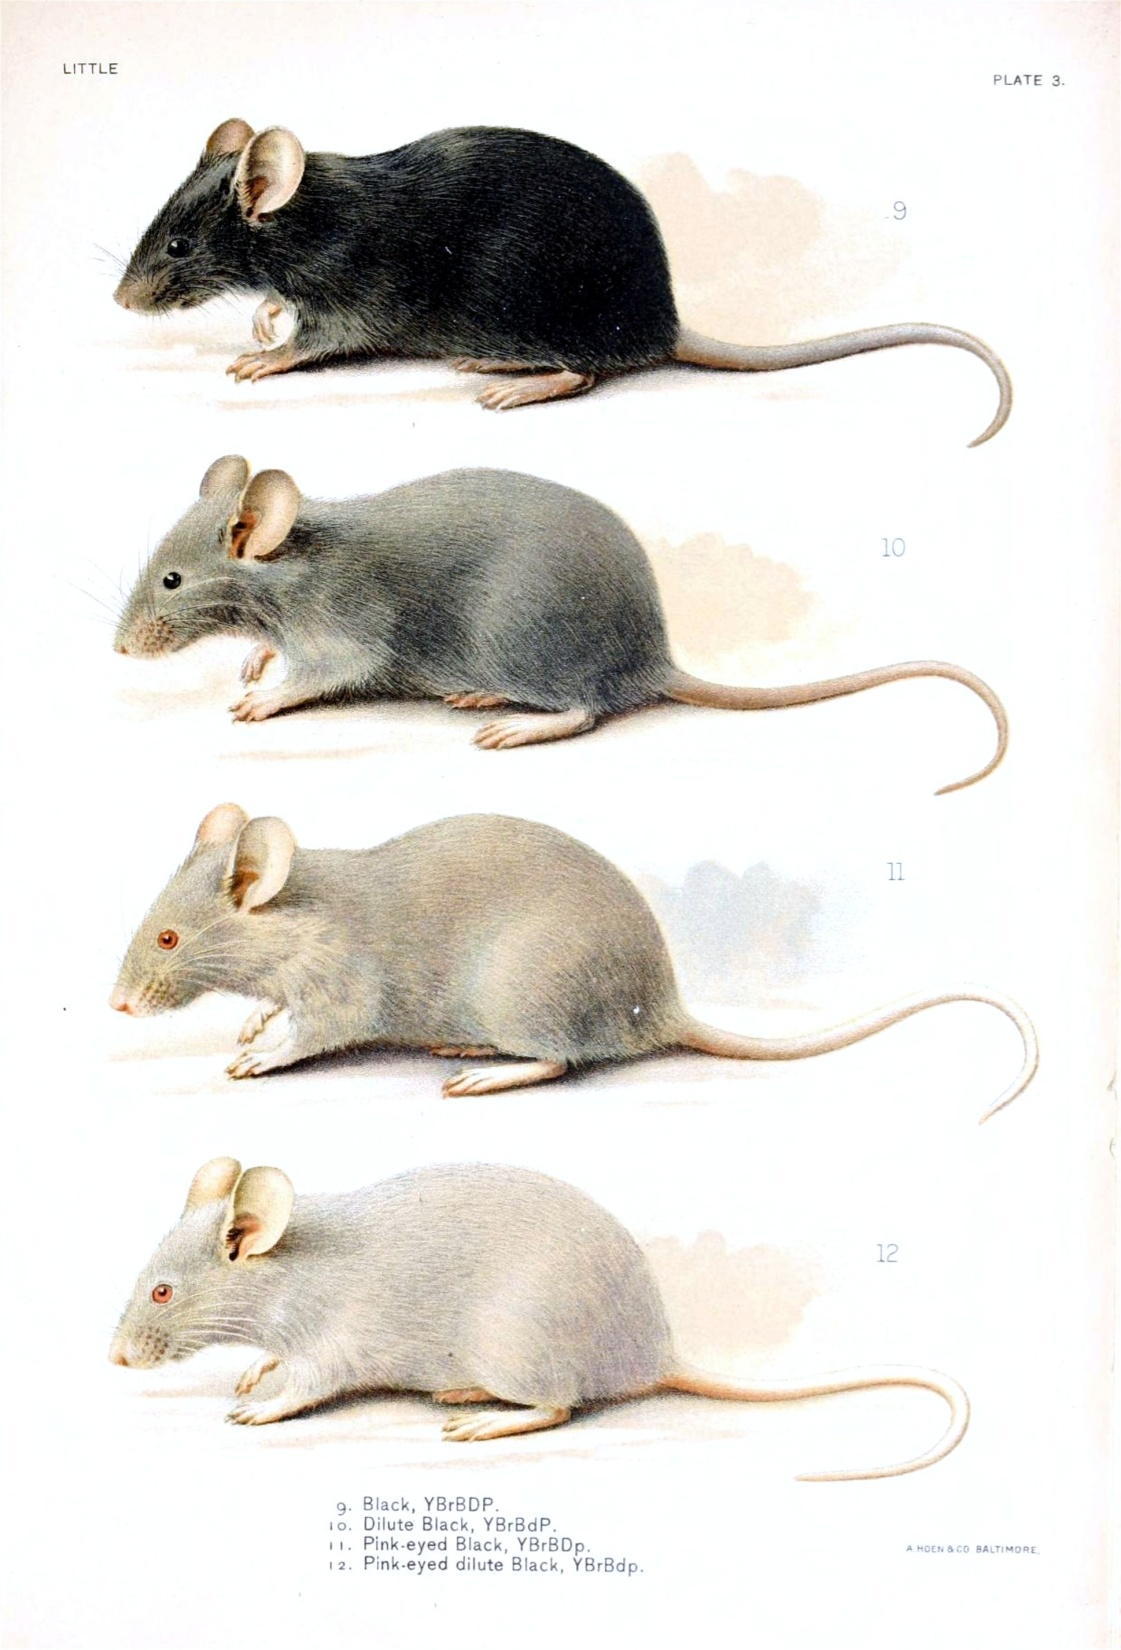 LITTLE
PLATE 3.
9
10
11
12
9. Black, YBrBDP.
10. Dilute Black, YBrBdP.
11. Pink-eyed Black, YBrBDp.
12. Pink-eyed dilute Black, YBrBdp.
A.HOEN & CO. BALTIMORE.